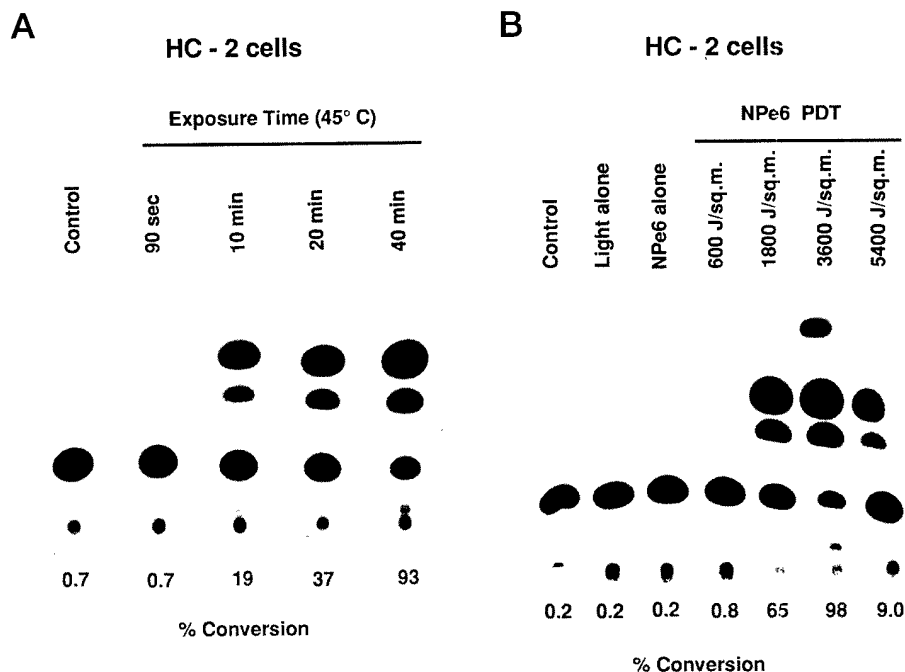 A
HC - 2 cells
Exposure Time (45° C)
Control
90 sec
10 min
20 min
40 min
0.7 0.7 19 37 93
% Conversion
B
HC - 2 cells
NPe6 PDT
Control
Light alone
NPe6 alone
600 J/sq.m.
1800 J/sq.m.
3600 J/sq.m.
5400 J/sq.m.
0.2 0.2 0.2 0.8 65 98 9.0
% Conversion